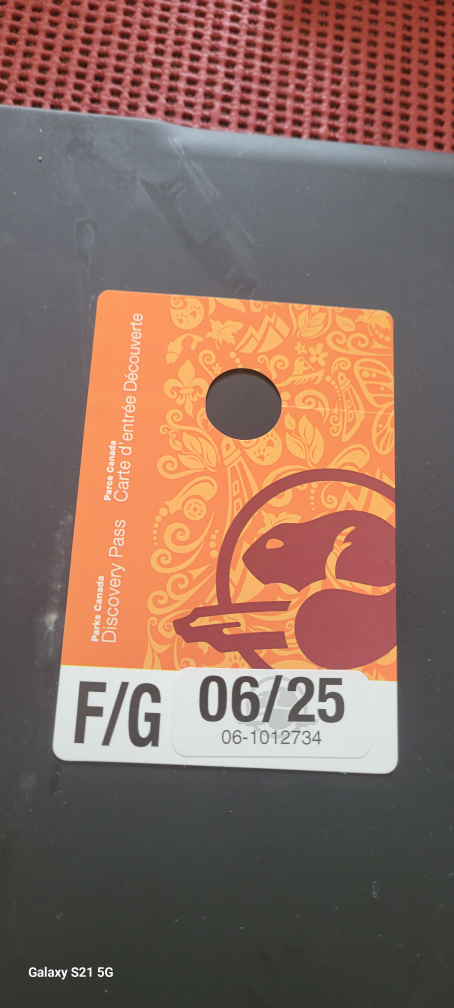 Parks Canada
Discovery Pass
Parcs Canada
Carte d'entrée Découverte
F/G
06/25
06-1012734
Galaxy S21 5G